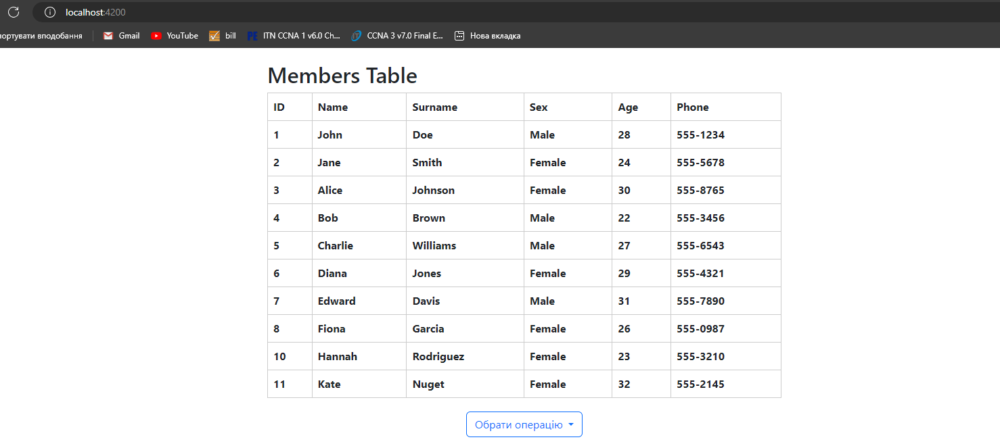 localhost:4200
портувати вподобання Gmail YouTube bill ITN CCNA 1 v6.0 Ch... CCNA 3 v7.0 Final E... Нова вкладка
Members Table
ID Name Surname Sex Age Phone
1 John Doe Male 28 555-1234
2 Jane Smith Female 24 555-5678
3 Alice Johnson Female 30 555-8765
4 Bob Brown Male 22 555-3456
5 Charlie Williams Male 27 555-6543
6 Diana Jones Female 29 555-4321
7 Edward Davis Male 31 555-7890
8 Fiona Garcia Female 26 555-0987
10 Hannah Rodriguez Female 23 555-3210
11 Kate Nuget Female 32 555-2145
Обрати операцію